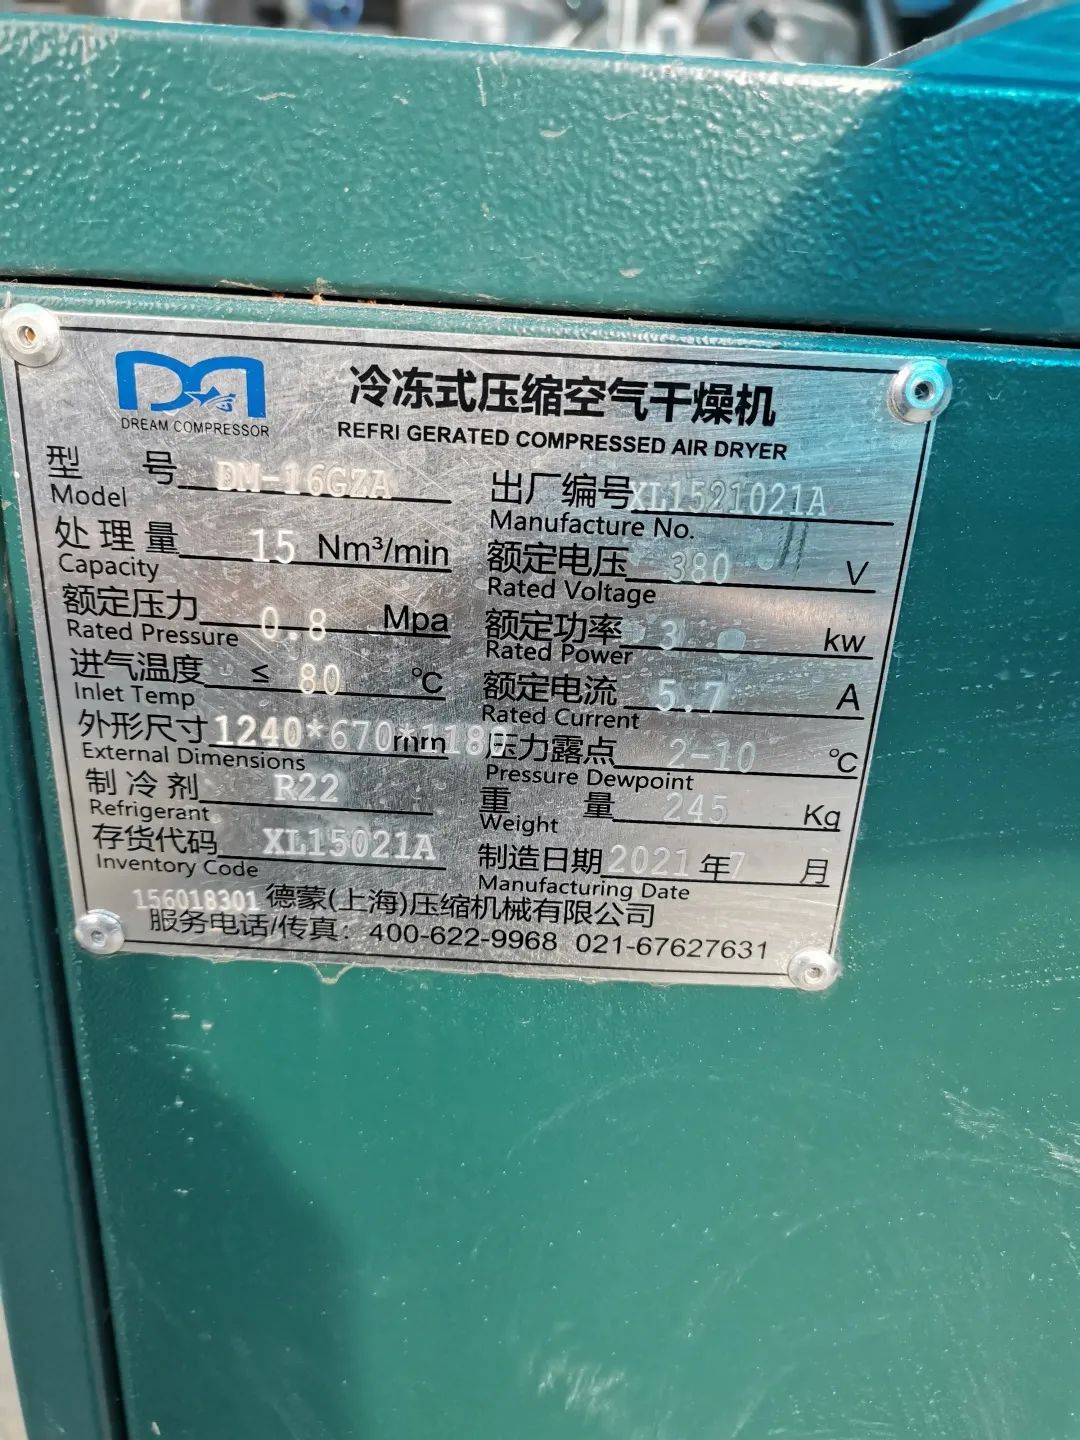 DM
DREAM COMPRESSOR
冷冻式压缩空气干燥机
REFRI GERATED COMPRESSED AIR DRYER
型 号 DM-16GZA
Model
出厂编号 XL1521021A
Manufacture No.
处理量 15 Nm³/min
Capacity
额定电压 380 V
Rated Voltage
额定压力 0.8 Mpa
Rated Pressure
额定功率 3 kw
Rated Power
进气温度 ≤ 80 °C
Inlet Temp
额定电流 5.7 A
Rated Current
外形尺寸 1240*670*1180 mm
External Dimensions
压力露点 2-10 °C
Pressure Dewpoint
制冷剂 R22
Refrigerant
重 量 245 Kg
Weight
存货代码 XL15021A
Inventory Code
制造日期 2021 年 7 月
Manufacturing Date
156018301 德蒙(上海)压缩机械有限公司
服务电话/传真：400-622-9968 021-67627631